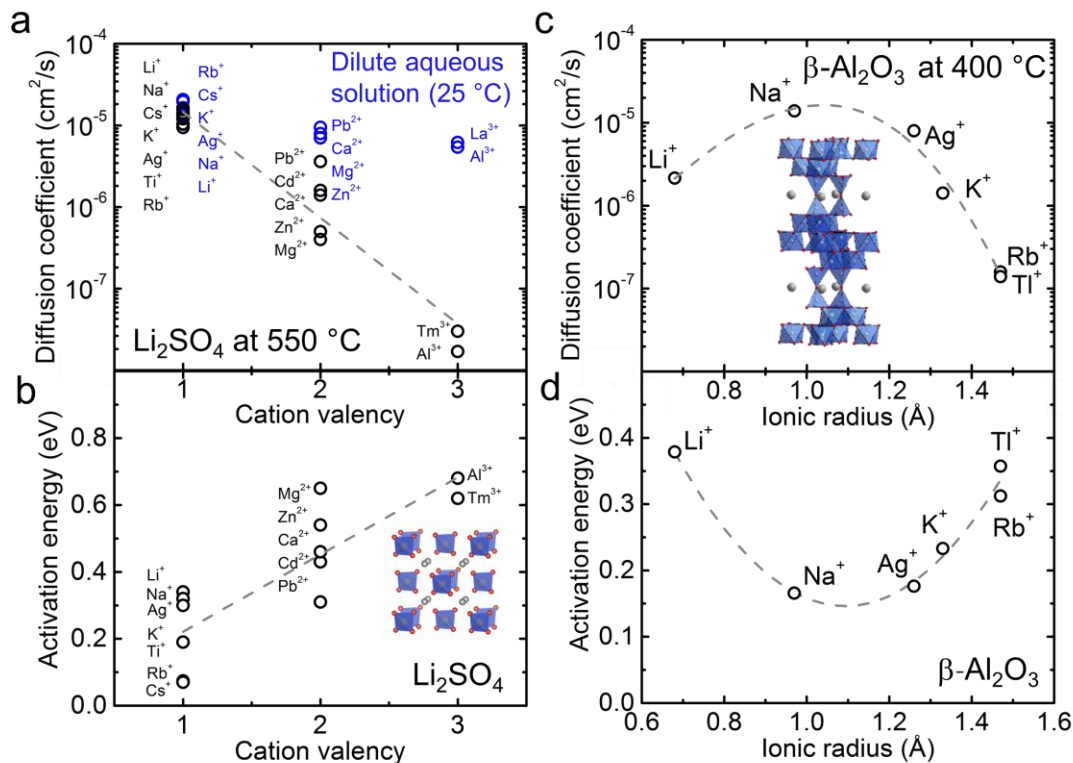 a
10⁻⁴
10⁻⁵
10⁻⁶
10⁻⁷
Diffusion coefficient (cm²/s)
Li⁺
Na⁺
Cs⁺
K⁺
Ag⁺
Ti⁺
Rb⁺
Rb⁺
Cs⁺
K⁺
Ag⁺
Na⁺
Li⁺
Dilute aqueous
solution (25 °C)
Pb²⁺
Ca²⁺
Mg²⁺
Zn²⁺
La³⁺
Al³⁺
Pb²⁺
Cd²⁺
Ca²⁺
Zn²⁺
Mg²⁺
Tm³⁺
Al³⁺
Li₂SO₄ at 550 °C
1 2 3
Cation valency
b
0.8
0.6
0.4
0.2
0.0
Activation energy (eV)
Li⁺
Na⁺
Ag⁺
K⁺
Ti⁺
Rb⁺
Cs⁺
Mg²⁺
Zn²⁺
Ca²⁺
Cd²⁺
Pb²⁺
Al³⁺
Tm³⁺
Li₂SO₄
1 2 3
Cation valency
c
10⁻⁴
10⁻⁵
10⁻⁶
10⁻⁷
Diffusion coefficient (cm²/s)
β-Al₂O₃ at 400 °C
Na⁺
Ag⁺
Li⁺
K⁺
Rb⁺
Tl⁺
Ionic radius (Å)
d
0.4
0.3
0.2
0.1
0.0
Activation energy (eV)
Li⁺
Tl⁺
Rb⁺
K⁺
Ag⁺
Na⁺
β-Al₂O₃
0.6 0.8 1.0 1.2 1.4 1.6
Ionic radius (Å)